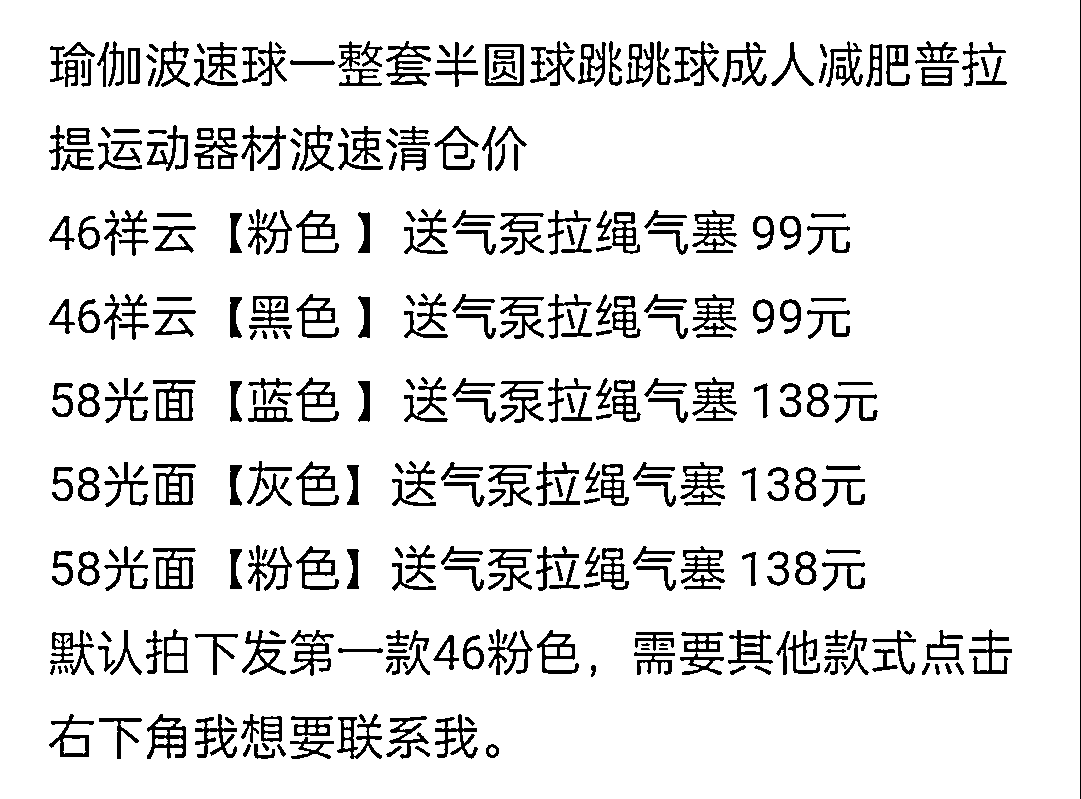 瑜伽波速球一整套半圆球跳跳球成人减肥普拉
提运动器材波速清仓价
46祥云【粉色 】送气泵拉绳气塞 99元
46祥云【黑色 】送气泵拉绳气塞 99元
58光面【蓝色 】送气泵拉绳气塞 138元
58光面【灰色】送气泵拉绳气塞 138元
58光面【粉色】送气泵拉绳气塞 138元
默认拍下发第一款46粉色，需要其他款式点击
右下角我想要联系我。